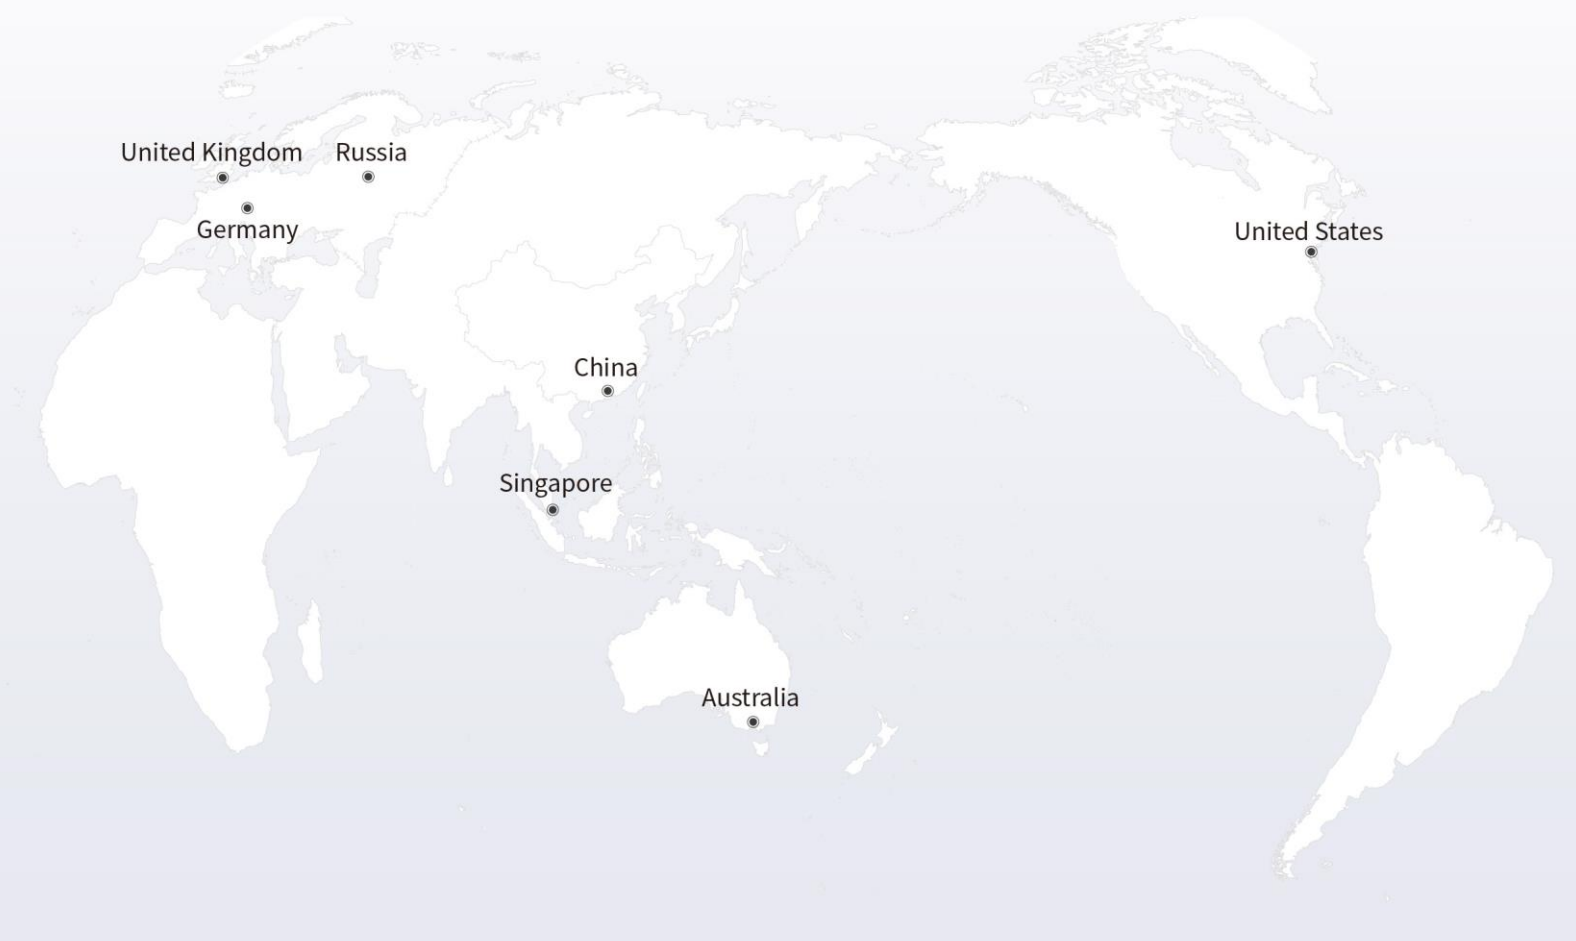 United Kingdom
Russia
Germany
United States
China
Singapore
Australia